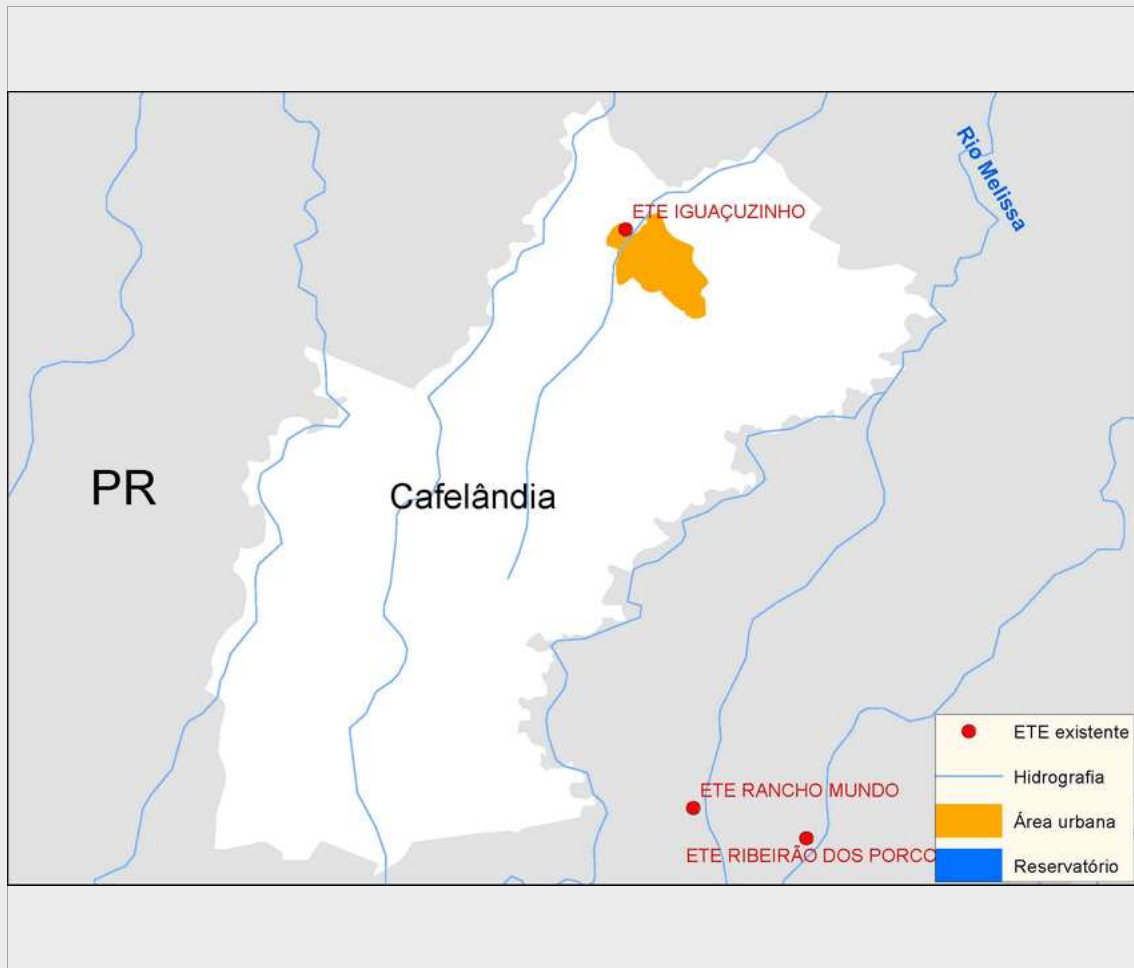 Rio Melissa
ETE IGUAÇUZINHO
PR
Cafelândia
ETE RANCHO MUNDO
ETE RIBEIRÃO DOS PORCO
ETE existente
Hidrografia
Área urbana
Reservatório